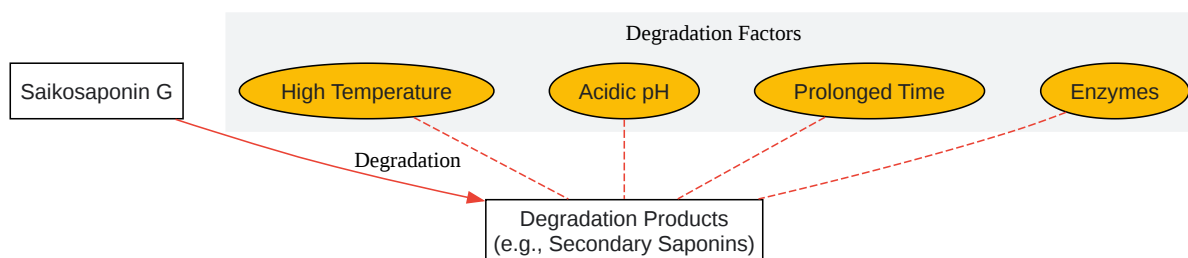 Degradation Factors
Saikosaponin G
High Temperature
Acidic pH
Prolonged Time
Enzymes
Degradation
Degradation Products
(e.g., Secondary Saponins)